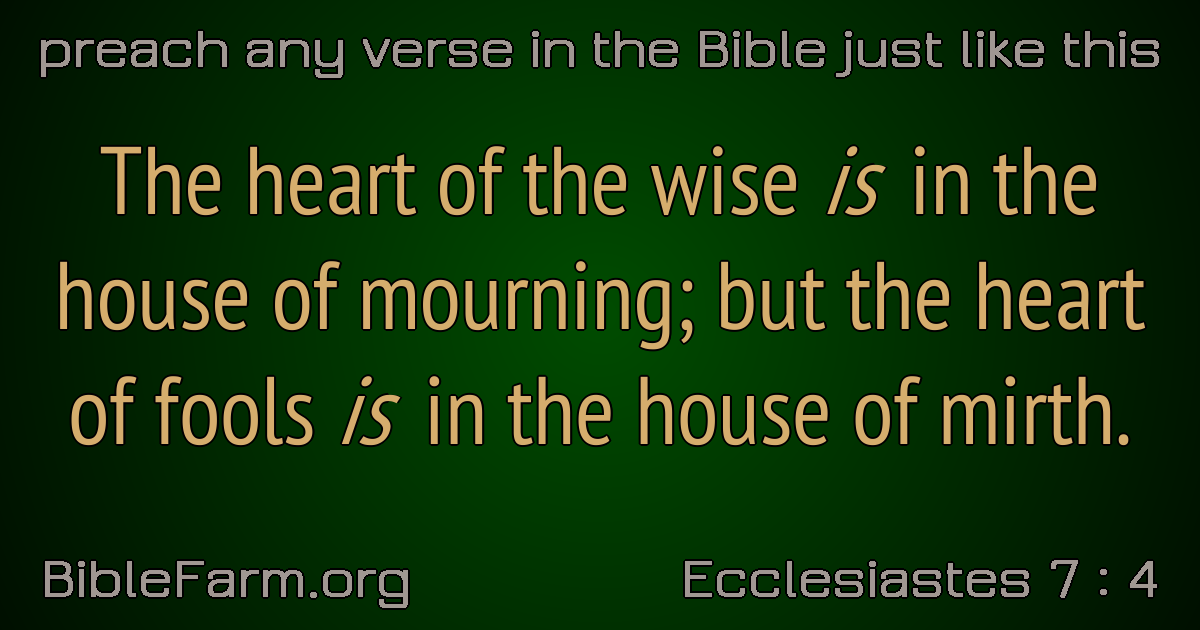 preach any verse in the Bible just like this
The heart of the wise is in the
house of mourning; but the heart
of fools is in the house of mirth.
BibleFarm.org
Ecclesiastes 7 : 4